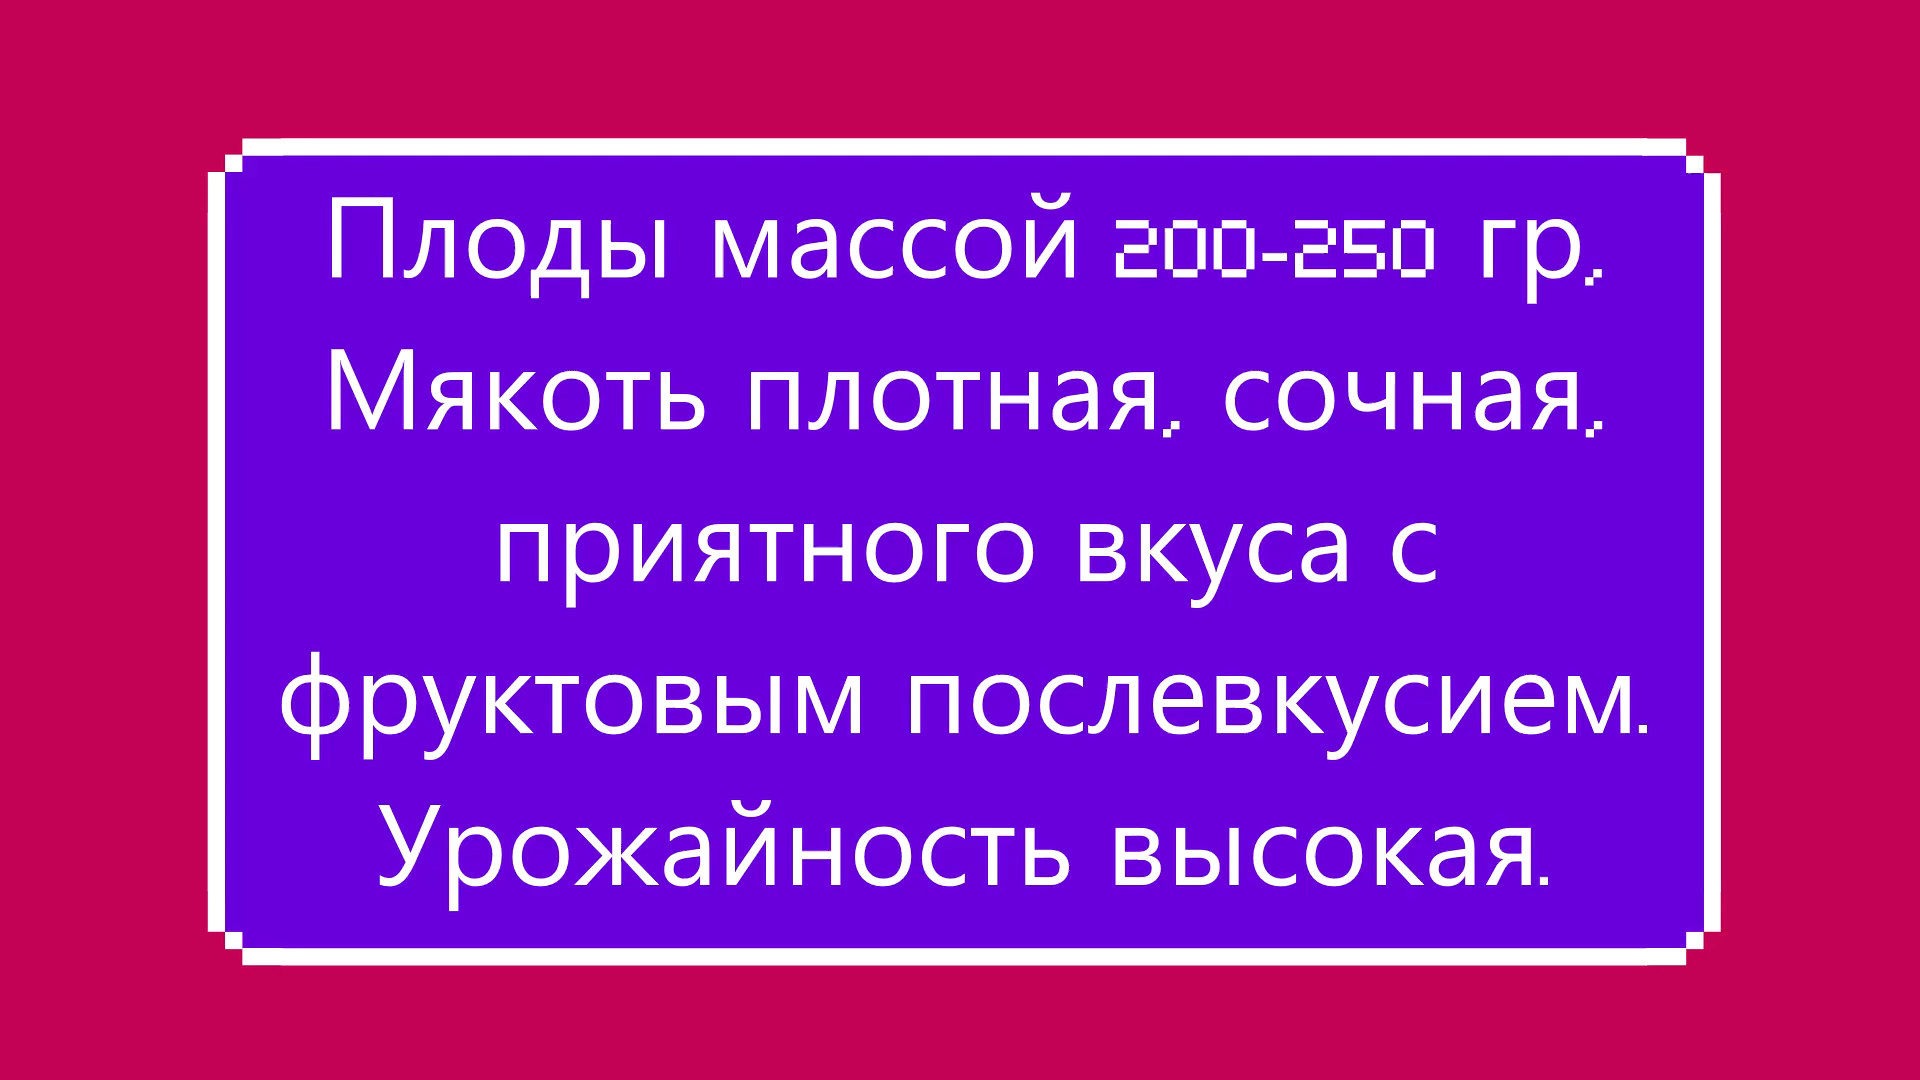 Плоды массой 200-250 гр,
Мякоть плотная, сочная,
приятного вкуса с
фруктовым послевкусием.
Урожайность высокая.